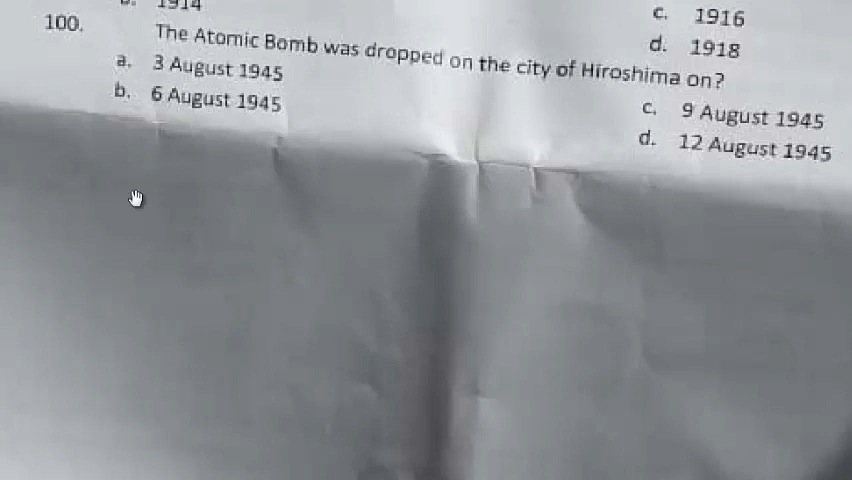 b. 1914
c. 1916
d. 1918
100. The Atomic Bomb was dropped on the city of Hiroshima on?
a. 3 August 1945
b. 6 August 1945
c. 9 August 1945
d. 12 August 1945